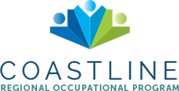 COASTLINE
REGIONAL OCCUPATIONAL PROGRAM